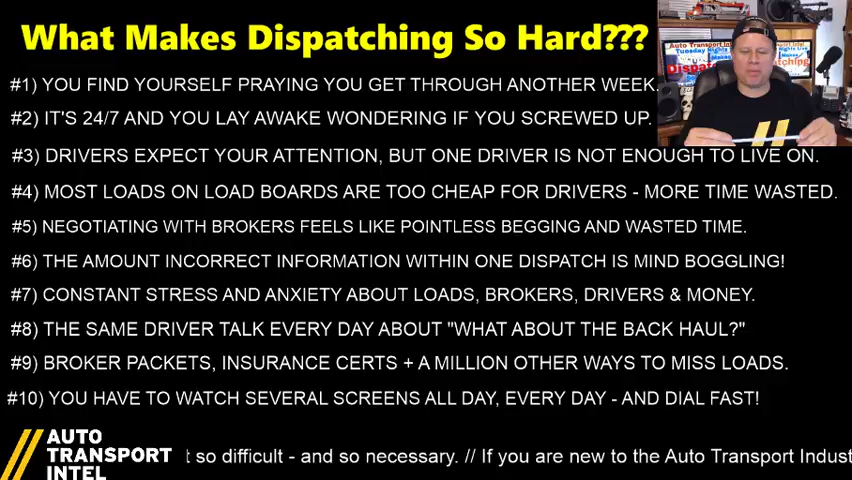 What Makes Dispatching So Hard???
#1) YOU FIND YOURSELF PRAYING YOU GET THROUGH ANOTHER WEEK.
#2) IT'S 24/7 AND YOU LAY AWAKE WONDERING IF YOU SCREWED UP.
#3) DRIVERS EXPECT YOUR ATTENTION, BUT ONE DRIVER IS NOT ENOUGH TO LIVE ON.
#4) MOST LOADS ON LOAD BOARDS ARE TOO CHEAP FOR DRIVERS - MORE TIME WASTED.
#5) NEGOTIATING WITH BROKERS FEELS LIKE POINTLESS BEGGING AND WASTED TIME.
#6) THE AMOUNT INCORRECT INFORMATION WITHIN ONE DISPATCH IS MIND BOGGLING!
#7) CONSTANT STRESS AND ANXIETY ABOUT LOADS, BROKERS, DRIVERS & MONEY.
#8) THE SAME DRIVER TALK EVERY DAY ABOUT "WHAT ABOUT THE BACK HAUL?"
#9) BROKER PACKETS, INSURANCE CERTS + A MILLION OTHER WAYS TO MISS LOADS.
#10) YOU HAVE TO WATCH SEVERAL SCREENS ALL DAY, EVERY DAY - AND DIAL FAST!
AUTO
TRANSPORT
INTEL
t so difficult - and so necessary. // If you are new to the Auto Transport Indust
Auto Transport
Tuesday Night